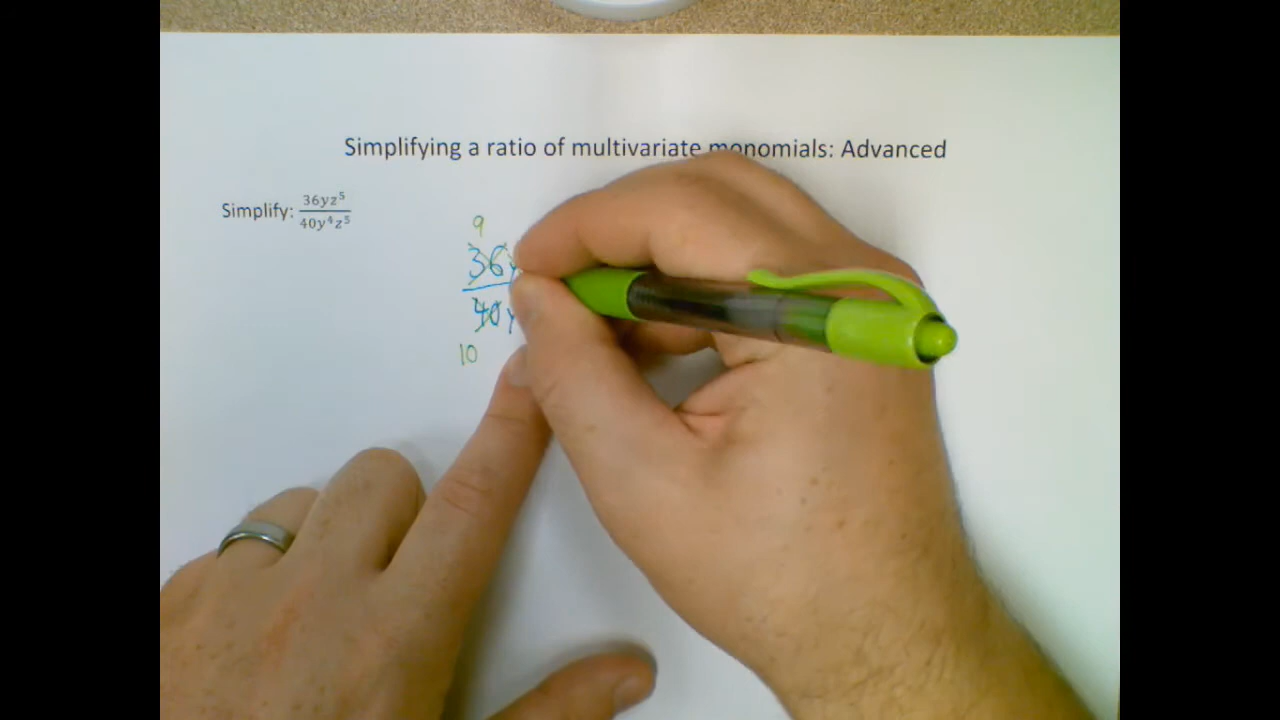 Simplifying a ratio of multivariate monomials: Advanced
Simplify: 36yz⁵
40y⁴z⁵
9
36y
40y
10